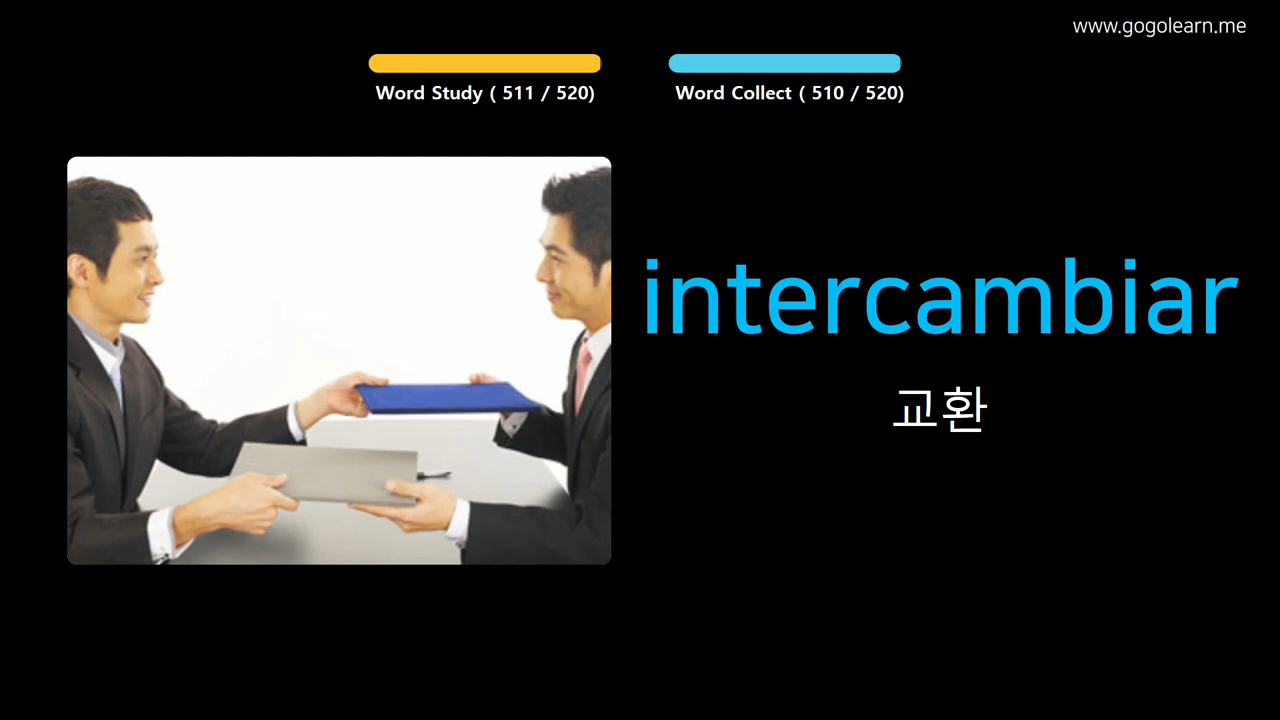 www.gogolearn.me
Word Study ( 511 / 520)
Word Collect ( 510 / 520)
intercambiar
교환